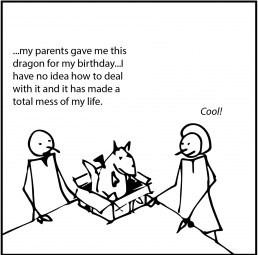 ...my parents gave me this
dragon for my birthday...I
have no idea how to deal
with it and it has made a
total mess of my life.
Cool!